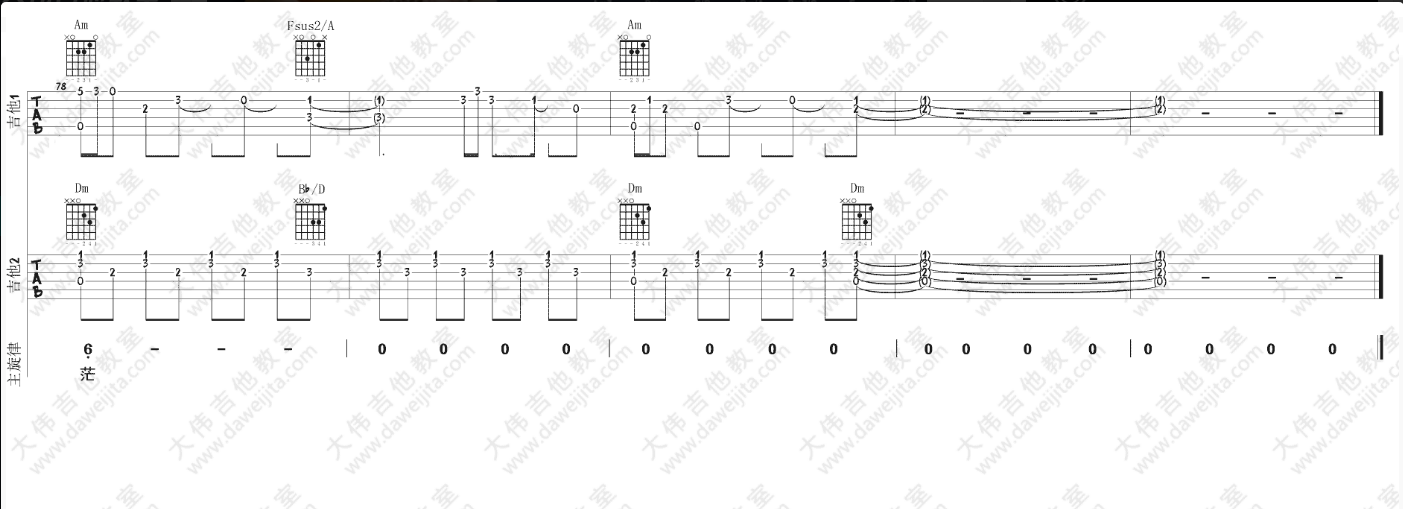 Am Fsus2/A Am
78
吉他1
TAB
5 3 0 2 3 0 1 (1) 3 3 3 1 0 2 1 2 3 0 1 (1) (1)
0 3 (3) 0 0 2 (2) (2)
Dm B♭/D Dm Dm
吉他2
TAB
1 1 1 1 1 1 1 1 1 1 1 1 (1) (1)
3 3 3 3 3 3 3 3 3 3 3 3 (3) (3)
2 2 2 3 3 3 3 3 2 2 2 2 (2) (2)
0 0 0 (0) (0)
主旋律
6 - - - | 0 0 0 0 | 0 0 0 0 | 0 0 0 0 | 0 0 0 0
茫
大伟吉他教室
www.daweijita.com